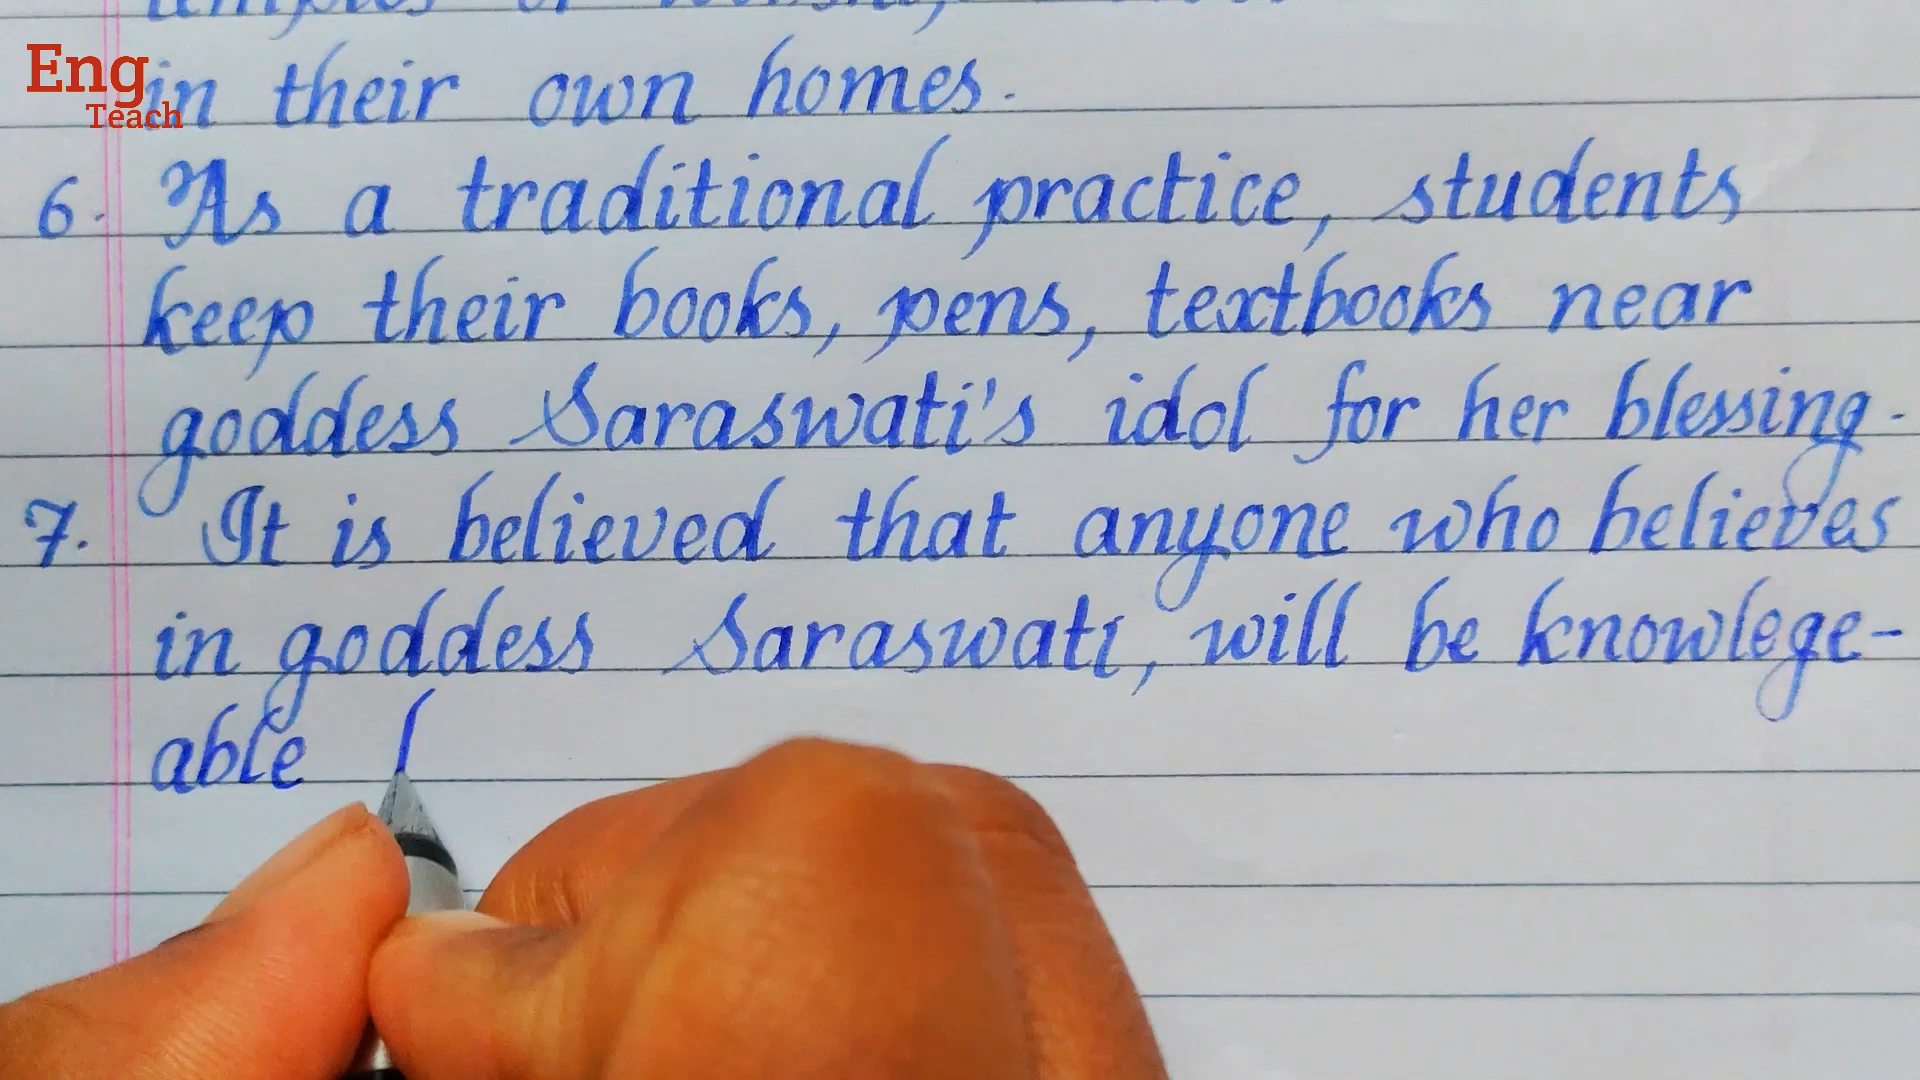 Eng
Teach
in their own homes.
6. As a traditional practice, students
keep their books, pens, textbooks near
goddess Saraswati's idol for her blessing.
7. It is believed that anyone who believes
in goddess Saraswati, will be knowlege-
able